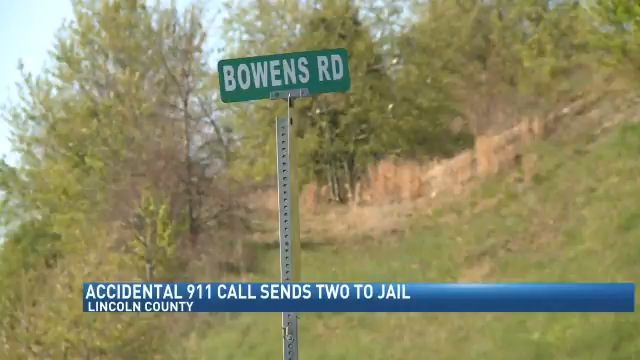 BOWENS RD
ACCIDENTAL 911 CALL SENDS TWO TO JAIL
LINCOLN COUNTY